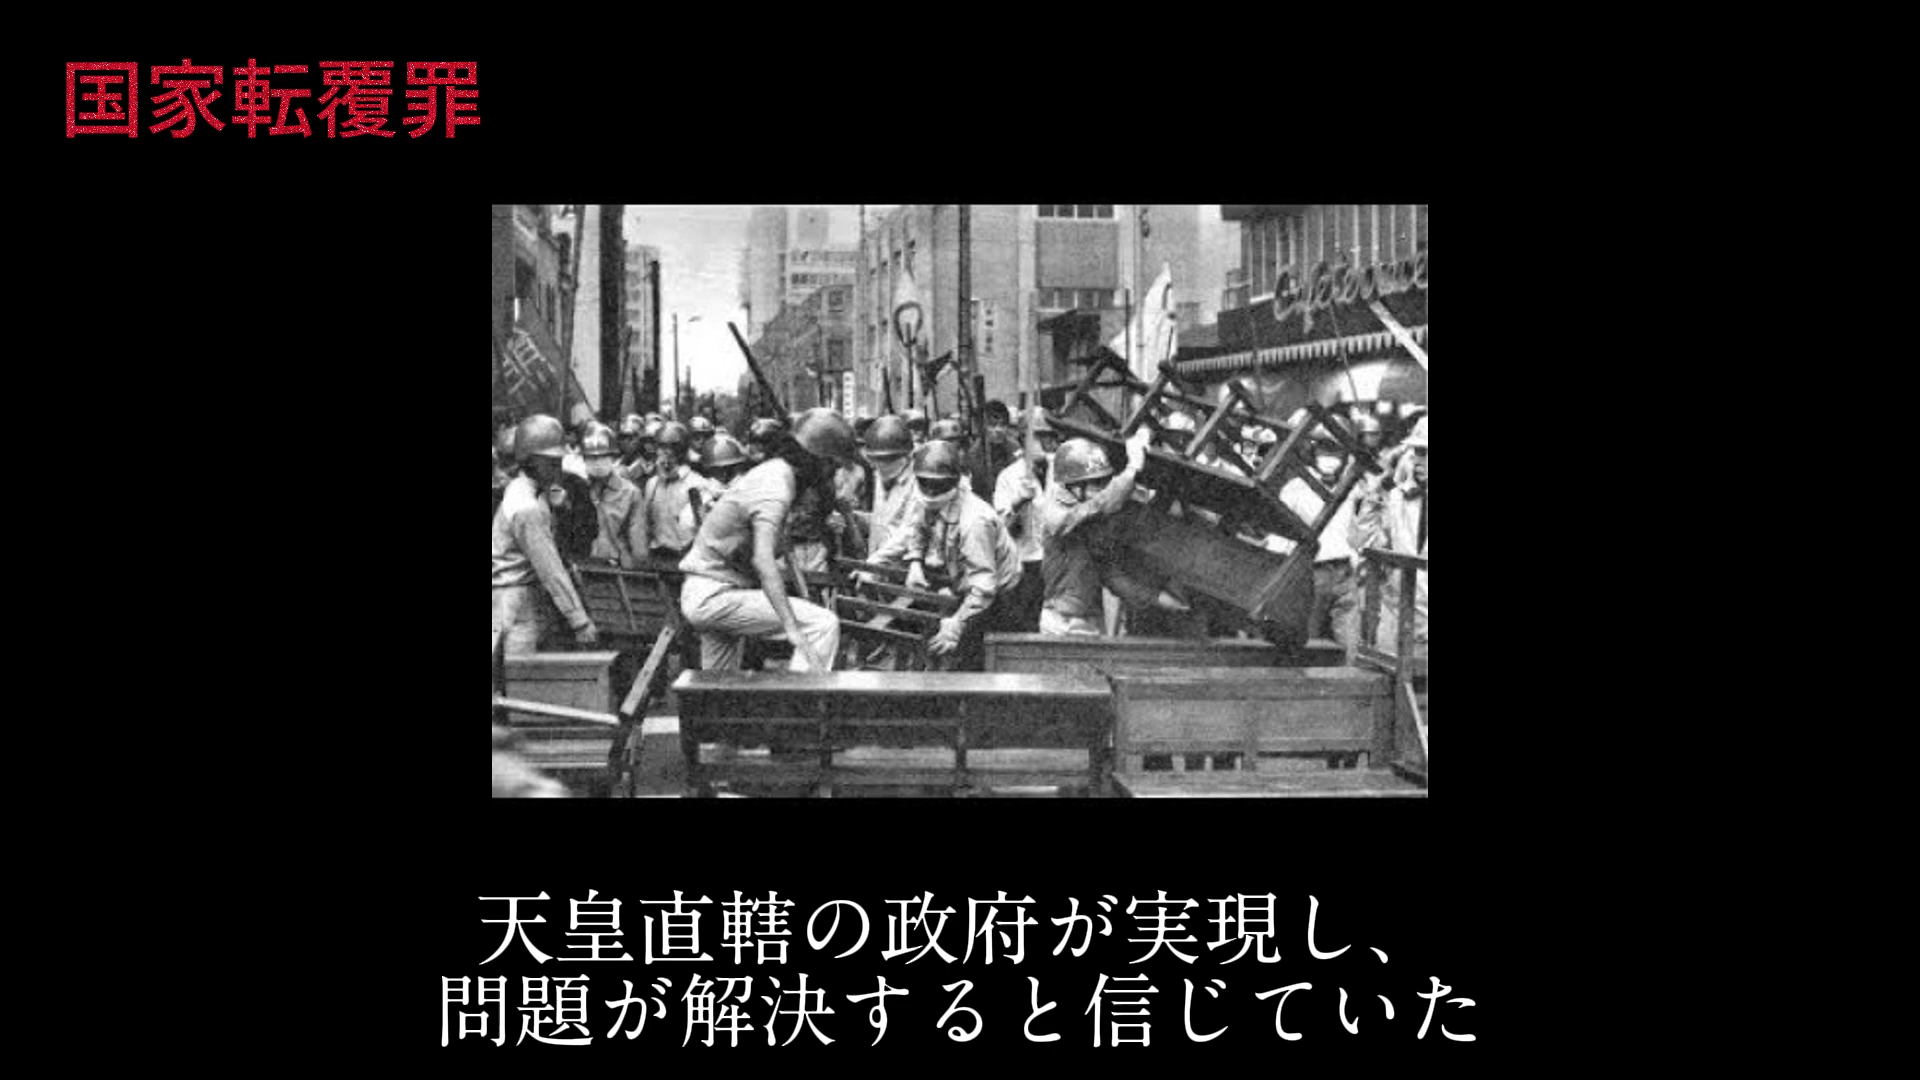 国家転覆罪
天皇直轄の政府が実現し、
問題が解決すると信じていた